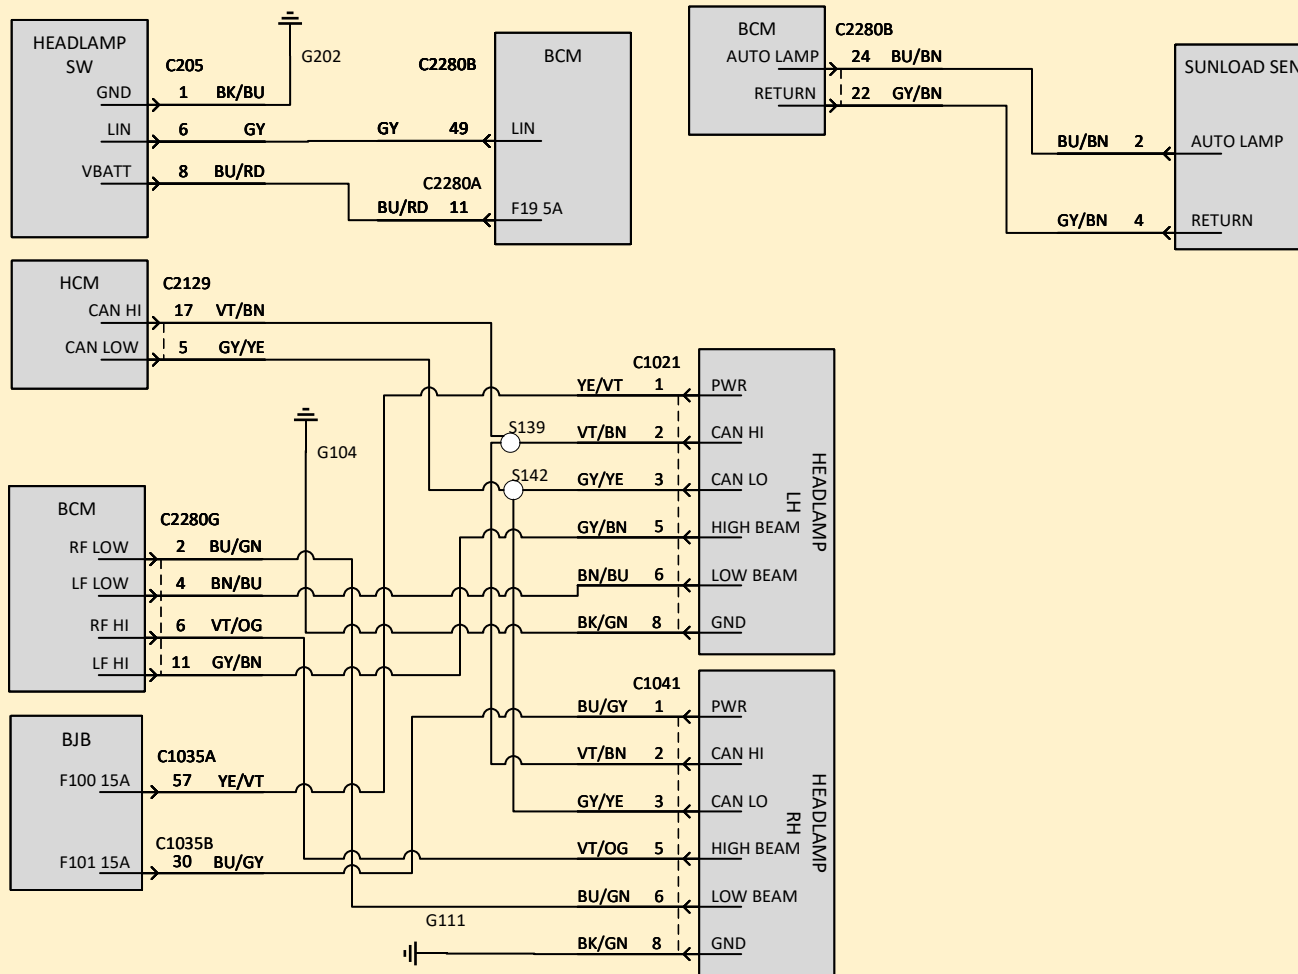 HEADLAMP
SW
C205
GND 1 BK/BU
G202
LIN 6 GY
VBATT 8 BU/RD
C2280B
BCM
GY 49 LIN
C2280A
BU/RD 11 F19 5A
BCM
C2280B
AUTO LAMP 24 BU/BN
RETURN 22 GY/BN
SUNLOAD SEN
BU/BN 2 AUTO LAMP
GY/BN 4 RETURN
HCM
C2129
CAN HI 17 VT/BN
CAN LOW 5 GY/YE
G104
S139
S142
C1021
YE/VT 1 PWR
VT/BN 2 CAN HI
GY/YE 3 CAN LO
GY/BN 5 HIGH BEAM
BN/BU 6 LOW BEAM
BK/GN 8 GND
HEADLAMP
LH
BCM
C2280G
RF LOW 2 BU/GN
LF LOW 4 BN/BU
RF HI 6 VT/OG
LF HI 11 GY/BN
BJB
C1035A
F100 15A 57 YE/VT
C1035B
F101 15A 30 BU/GY
C1041
BU/GY 1 PWR
VT/BN 2 CAN HI
GY/YE 3 CAN LO
VT/OG 5 HIGH BEAM
BU/GN 6 LOW BEAM
G111
BK/GN 8 GND
HEADLAMP
RH